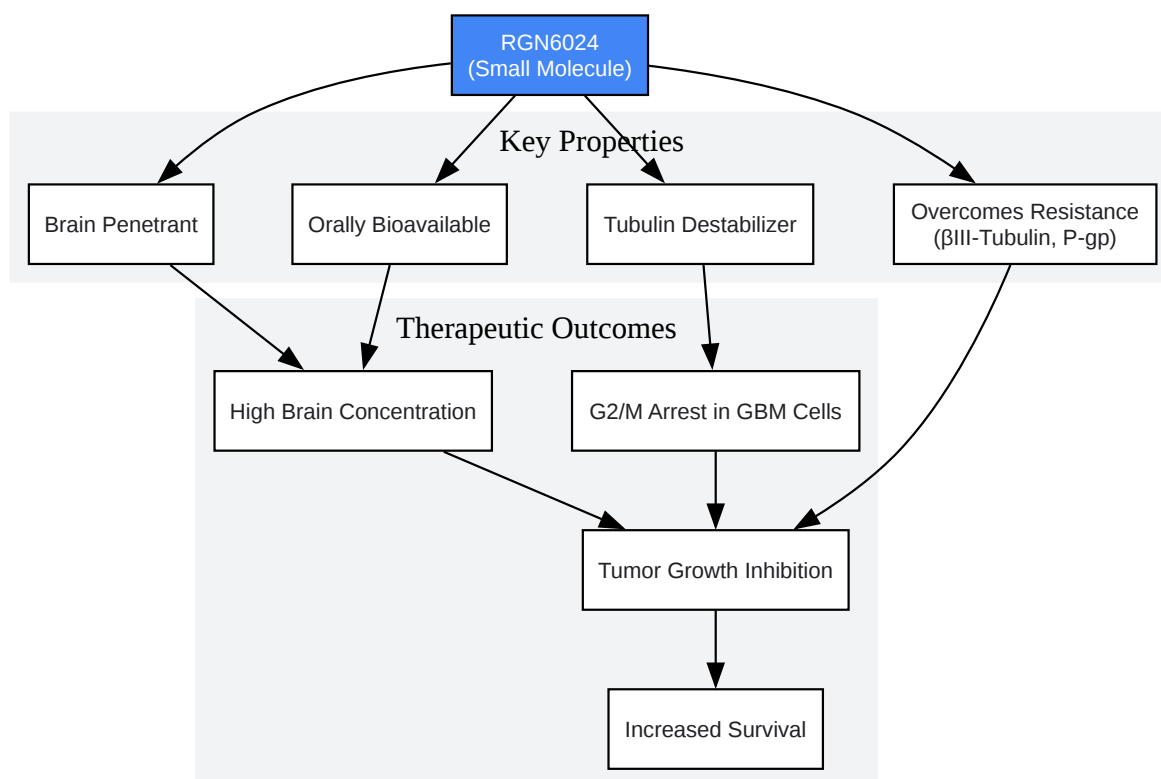 RGN6024
(Small Molecule)
Key Properties
Brain Penetrant
Orally Bioavailable
Tubulin Destabilizer
Overcomes Resistance
(βIII-Tubulin, P-gp)
Therapeutic Outcomes
High Brain Concentration
G2/M Arrest in GBM Cells
Tumor Growth Inhibition
Increased Survival